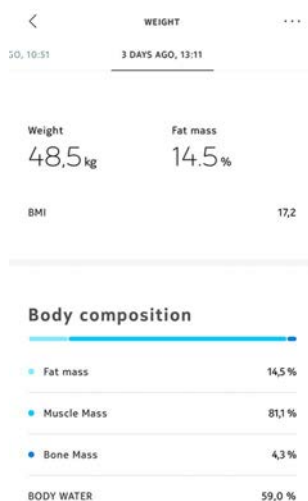 WEIGHT
GO, 10:51 3 DAYS AGO, 13:11
Weight Fat mass
48,5 kg 14.5 %
BMI 17,2
Body composition
Fat mass 14,5 %
Muscle Mass 81,1 %
Bone Mass 4,3 %
BODY WATER 59,0 %